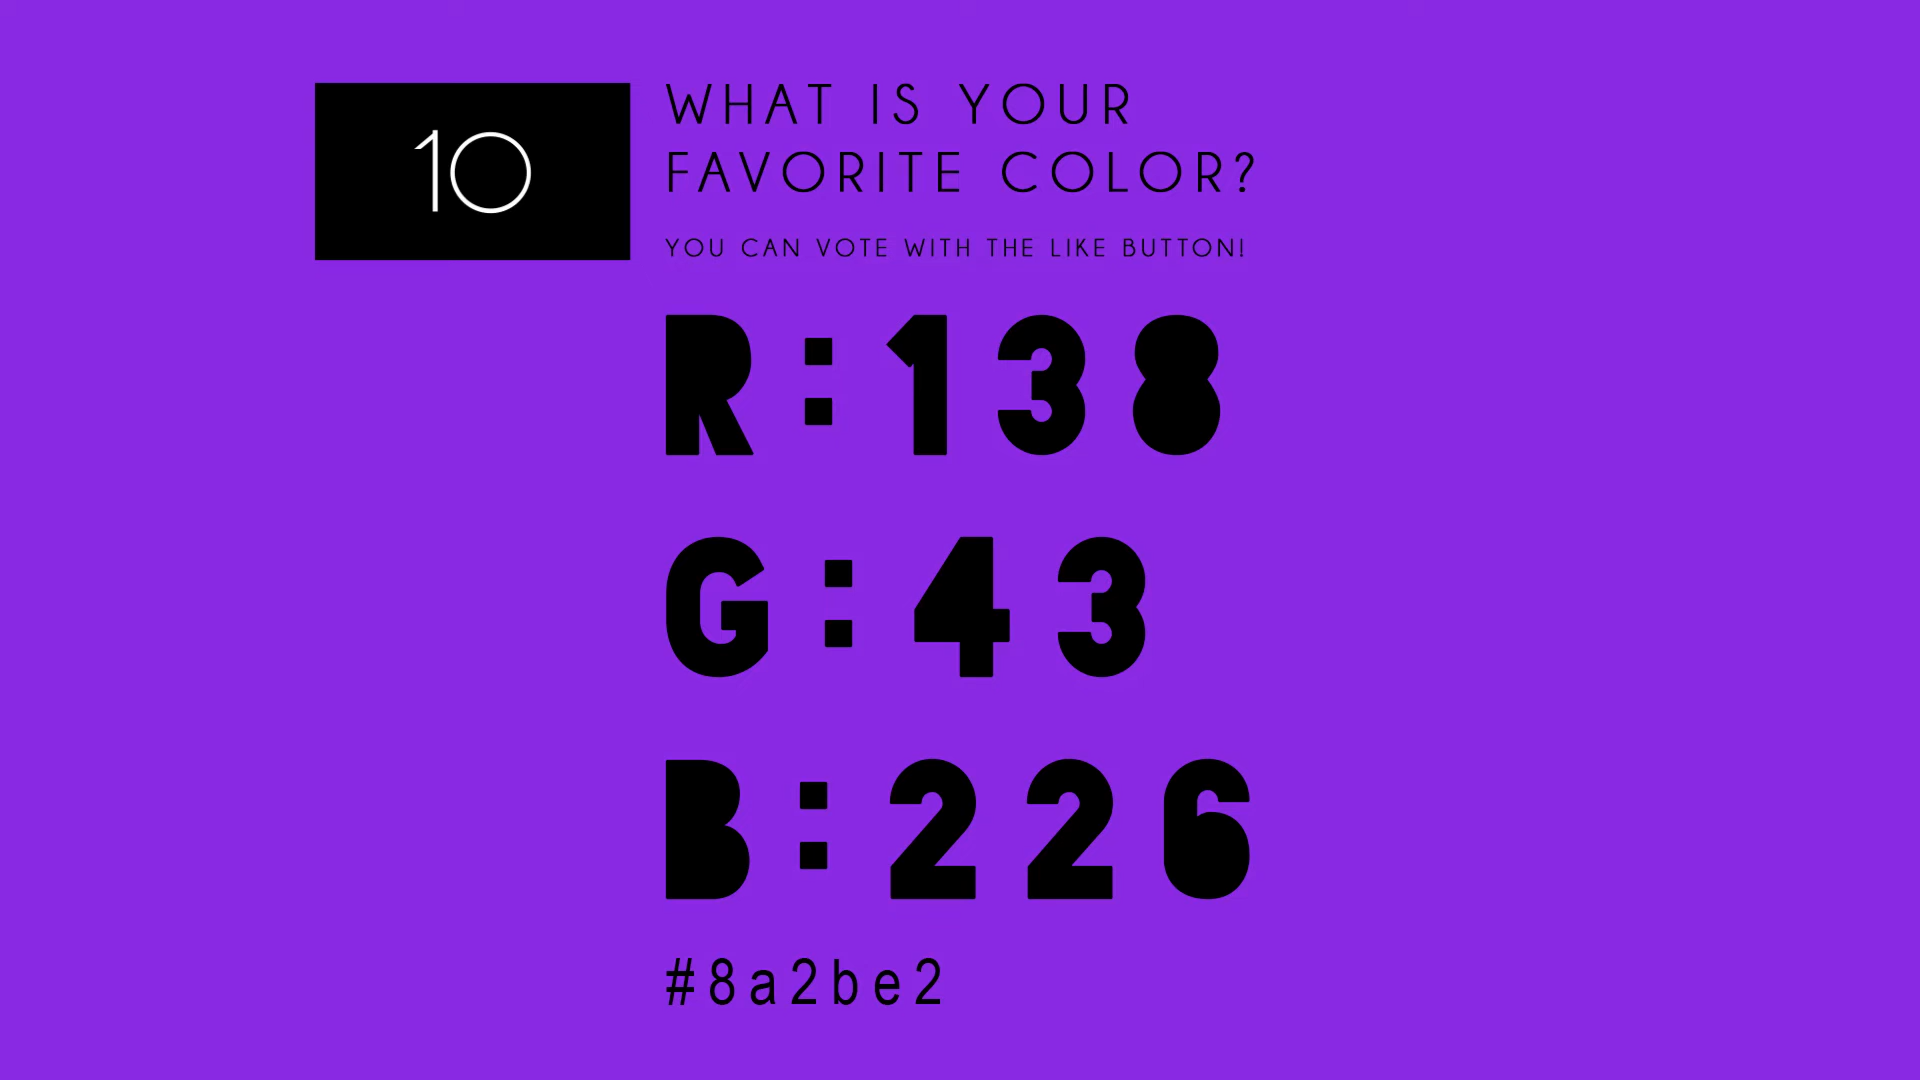 10
WHAT IS YOUR
FAVORITE COLOR?
YOU CAN VOTE WITH THE LIKE BUTTON!
R:138
G:43
B:226
#8a2be2